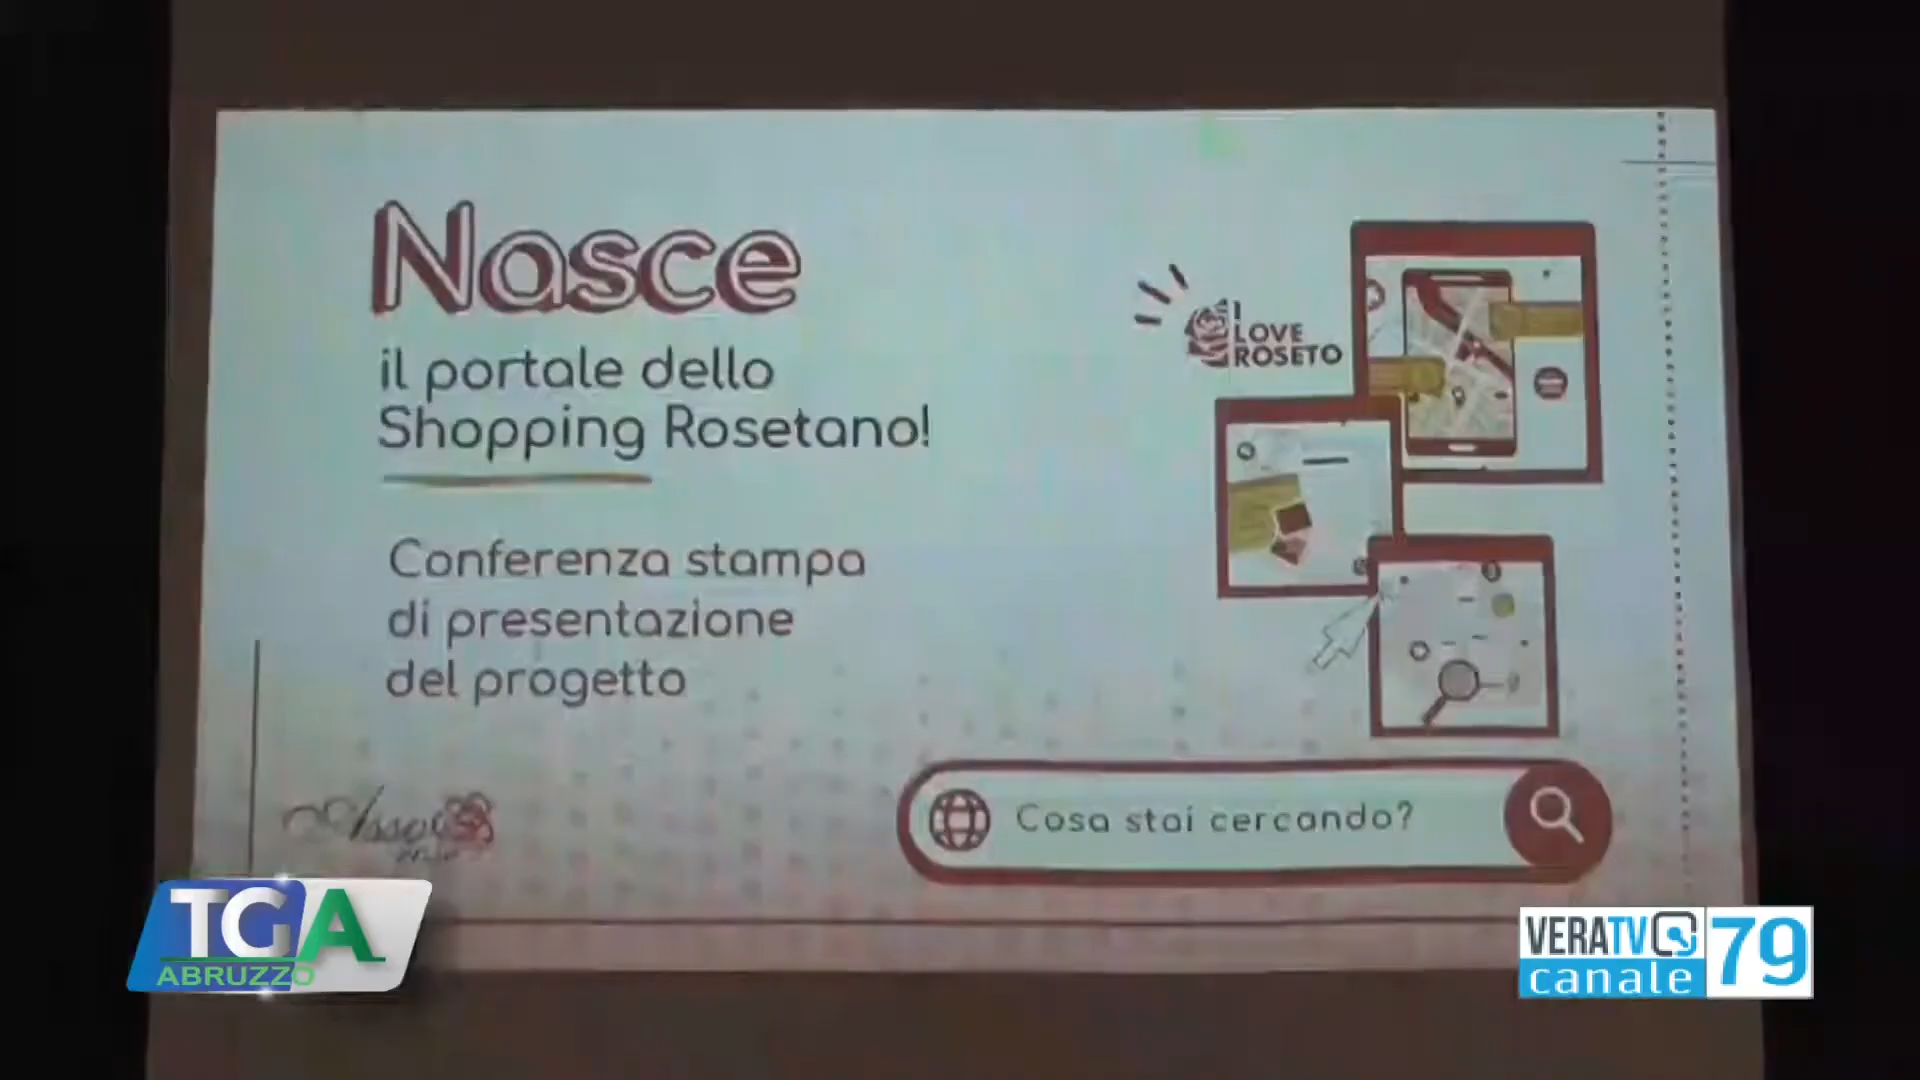 Nasce
il portale dello
Shopping Rosetano!
Conferenza stampa
di presentazione
del progetto
I
LOVE
ROSETO
Cosa stai cercando?
TGA
ABRUZZO
VERATV
canale
79